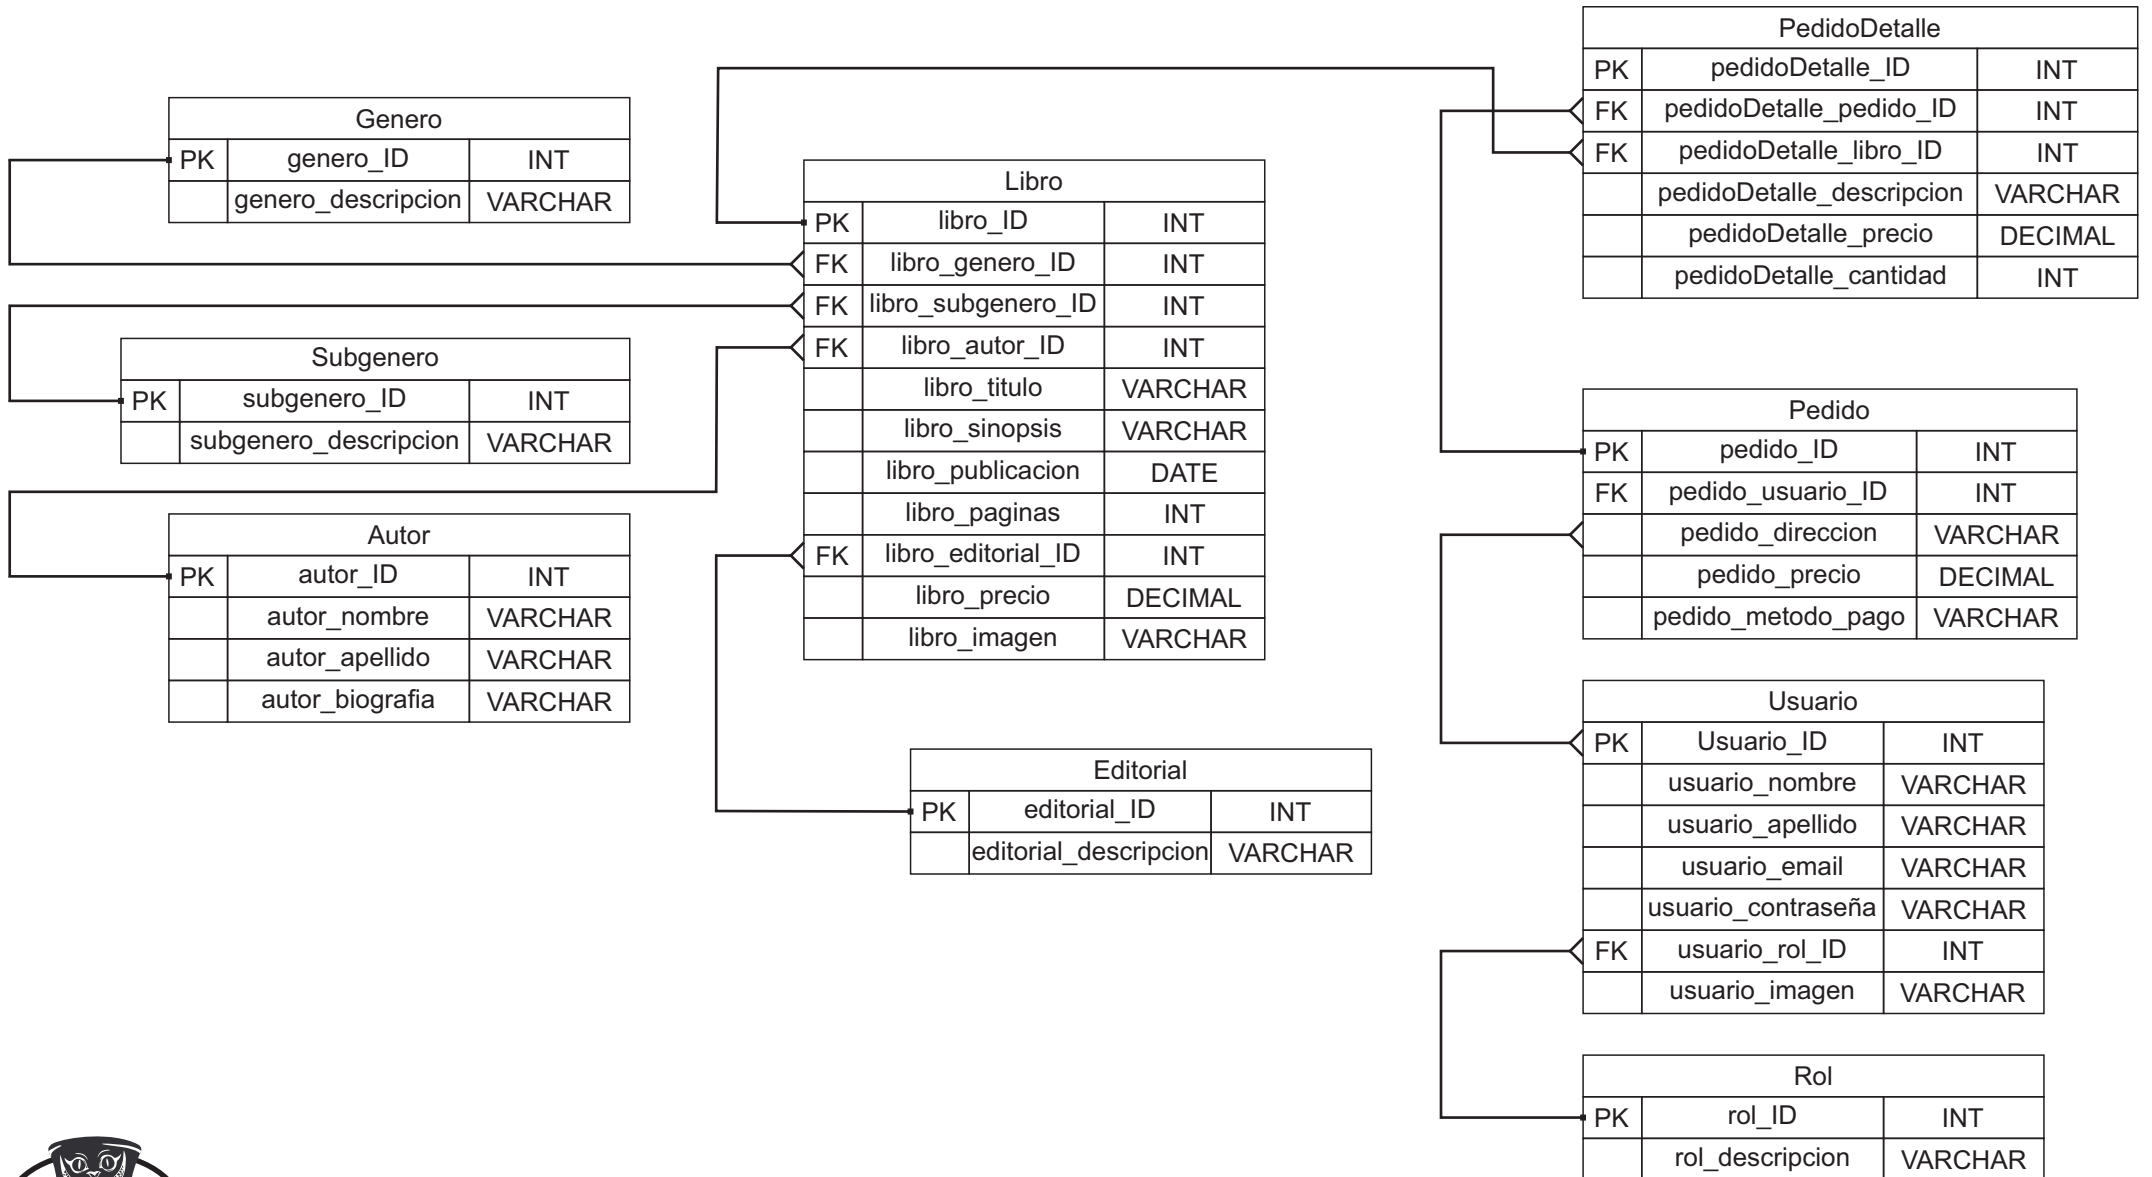 Genero
PK genero_ID INT
genero_descripcion VARCHAR
Subgenero
PK subgenero_ID INT
subgenero_descripcion VARCHAR
Autor
PK autor_ID INT
autor_nombre VARCHAR
autor_apellido VARCHAR
autor_biografia VARCHAR
Libro
PK libro_ID INT
FK libro_genero_ID INT
FK libro_subgenero_ID INT
FK libro_autor_ID INT
libro_titulo VARCHAR
libro_sinopsis VARCHAR
libro_publicacion DATE
libro_paginas INT
FK libro_editorial_ID INT
libro_precio DECIMAL
libro_imagen VARCHAR
Editorial
PK editorial_ID INT
editorial_descripcion VARCHAR
PedidoDetalle
PK pedidoDetalle_ID INT
FK pedidoDetalle_pedido_ID INT
FK pedidoDetalle_libro_ID INT
pedidoDetalle_descripcion VARCHAR
pedidoDetalle_precio DECIMAL
pedidoDetalle_cantidad INT
Pedido
PK pedido_ID INT
FK pedido_usuario_ID INT
pedido_direccion VARCHAR
pedido_precio DECIMAL
pedido_metodo_pago VARCHAR
Usuario
PK Usuario_ID INT
usuario_nombre VARCHAR
usuario_apellido VARCHAR
usuario_email VARCHAR
usuario_contraseña VARCHAR
FK usuario_rol_ID INT
usuario_imagen VARCHAR
Rol
PK rol_ID INT
rol_descripcion VARCHAR